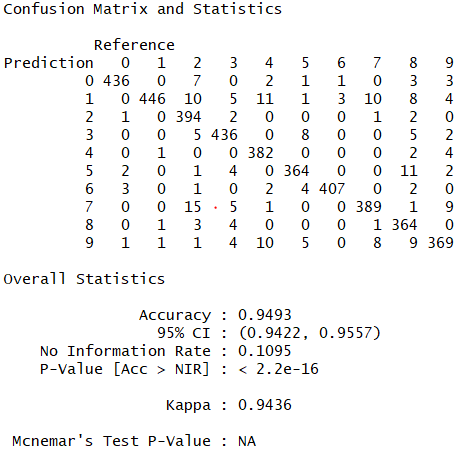 Confusion Matrix and Statistics
Reference
Prediction 0 1 2 3 4 5 6 7 8 9
0 436 0 7 0 2 1 1 0 3 3
1 0 446 10 5 11 1 3 10 8 4
2 1 0 394 2 0 0 0 1 2 0
3 0 0 5 436 0 8 0 0 5 2
4 0 1 0 0 382 0 0 0 2 4
5 2 0 1 4 0 364 0 0 11 2
6 3 0 1 0 2 4 407 0 2 0
7 0 0 15 5 1 0 0 389 1 9
8 0 1 3 4 0 0 0 1 364 0
9 1 1 1 4 10 5 0 8 9 369
Overall Statistics
Accuracy : 0.9493
95% CI : (0.9422, 0.9557)
No Information Rate : 0.1095
P-Value [Acc > NIR] : < 2.2e-16
Kappa : 0.9436
Mcnemar's Test P-Value : NA